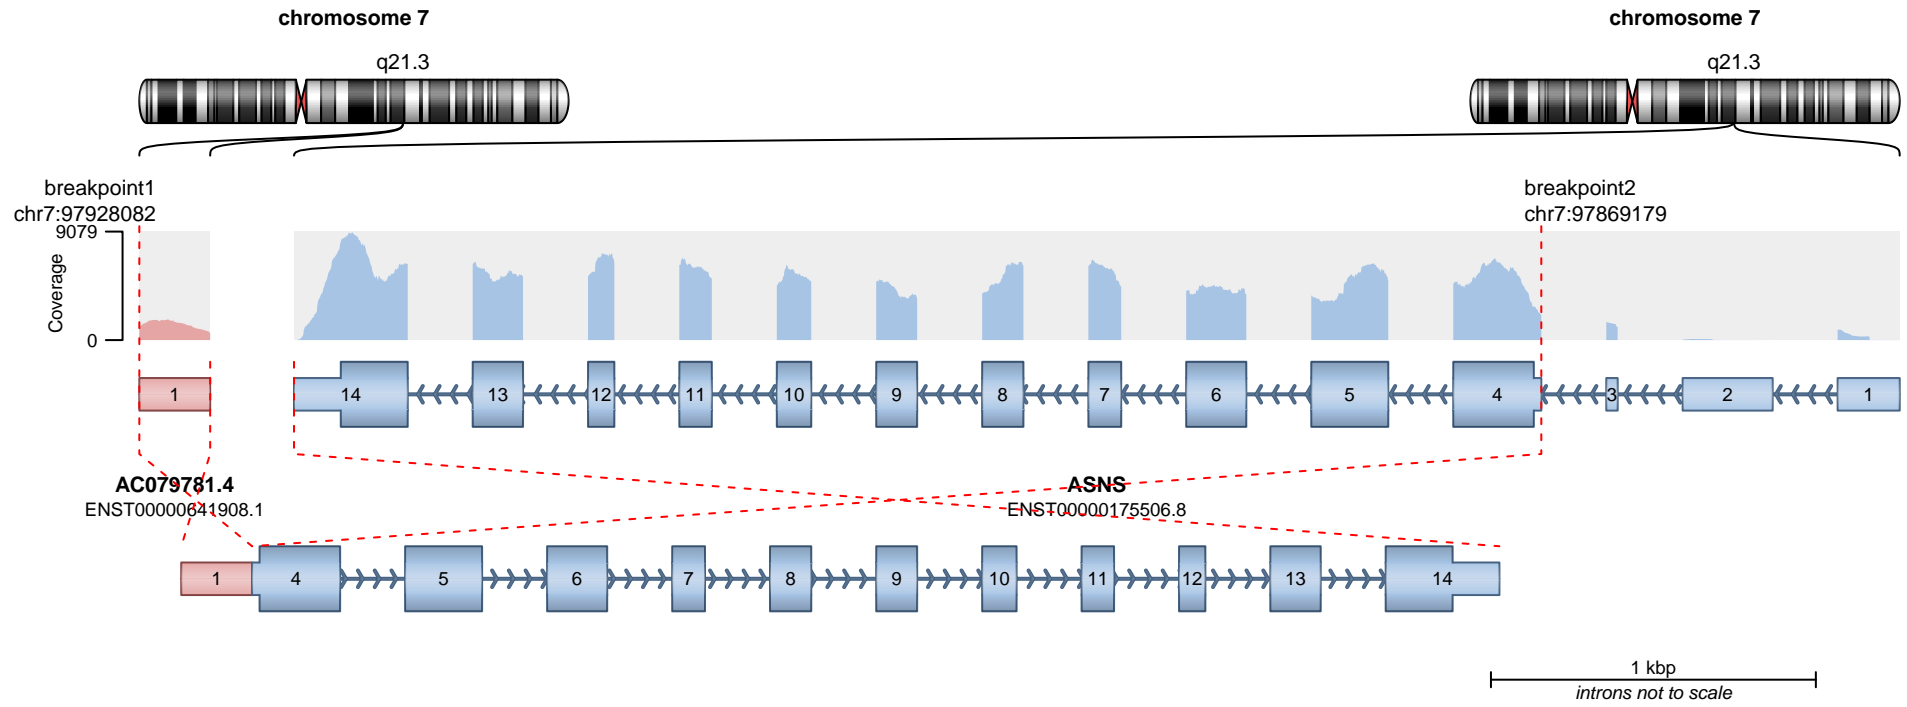 chromosome 7
chromosome 7
q21.3
q21.3
breakpoint1
chr7:97928082
breakpoint2
chr7:97869179
9079
Coverage
0
1
14
13
12
11
10
9
8
7
6
5
4
3
2
1
AC079781.4
ENST00000641908.1
ASNS
ENST00000175506.8
1
4
5
6
7
8
9
10
11
12
13
14
1 kbp
introns not to scale